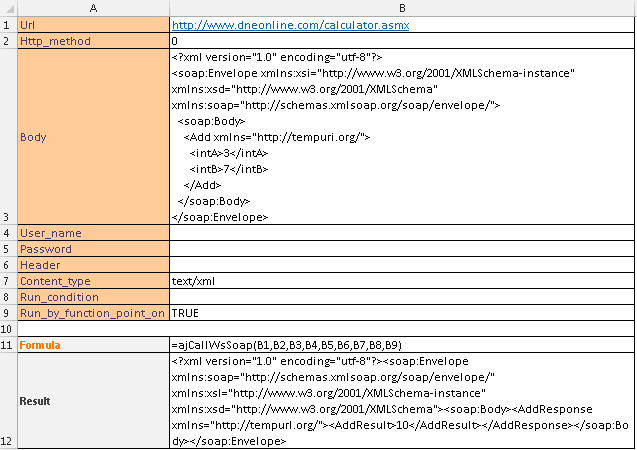 A B
1 Url http://www.dneonline.com/calculator.asmx
2 Http_method 0
<?xml version="1.0" encoding="utf-8"?>
<soap:Envelope xmlns:xsi="http://www.w3.org/2001/XMLSchema-instance"
xmlns:xsd="http://www.w3.org/2001/XMLSchema"
xmlns:soap="http://schemas.xmlsoap.org/soap/envelope/">
<soap:Body>
Body <Add xmlns="http://tempuri.org/">
<intA>3</intA>
<intB>7</intB>
</Add>
</soap:Body>
3 </soap:Envelope>
4 User_name
5 Password
6 Header
7 Content_type text/xml
8 Run_condition
9 Run_by_function_point_on TRUE
10
11 Formula =ajCallWsSoap(B1,B2,B3,B4,B5,B6,B7,B8,B9)
<?xml version="1.0" encoding="utf-8"?><soap:Envelope
xmlns:soap="http://schemas.xmlsoap.org/soap/envelope/"
xmlns:xsi="http://www.w3.org/2001/XMLSchema-instance"
Result xmlns:xsd="http://www.w3.org/2001/XMLSchema"><soap:Body><AddResponse
xmlns="http://tempuri.org/"><AddResult>10</AddResult></AddResponse></soap:Bo
12 dy></soap:Envelope>